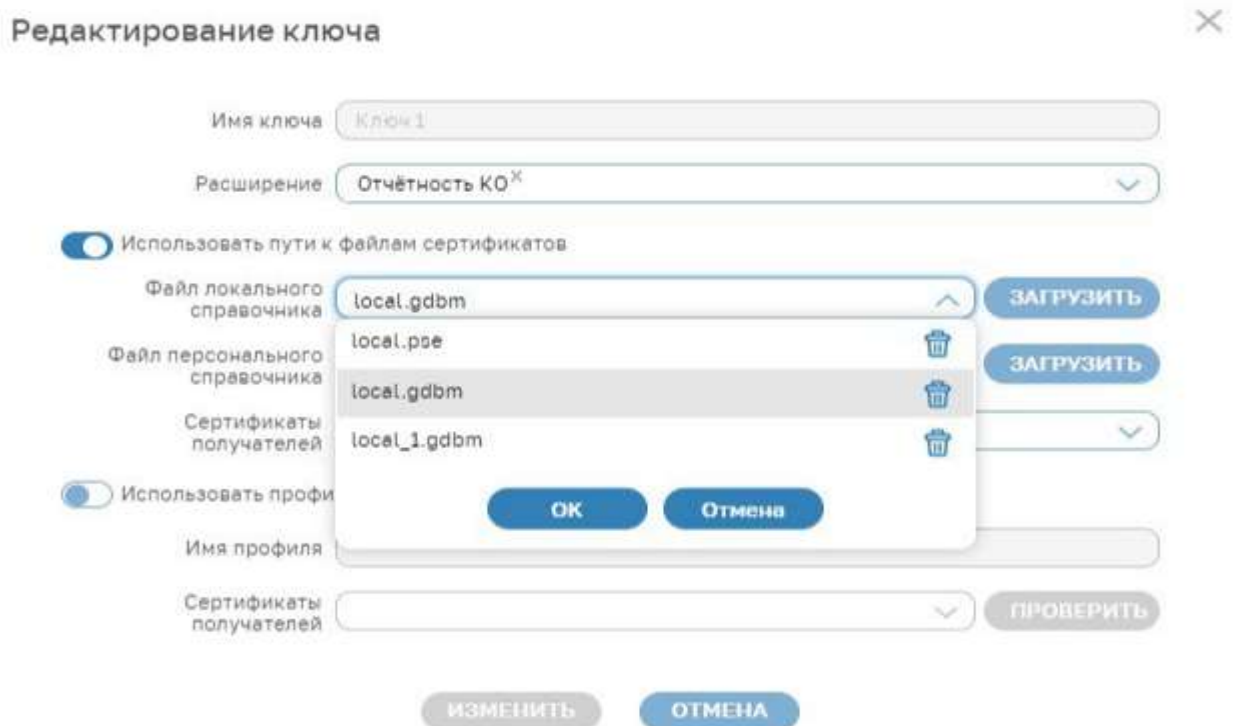 Редактирование ключа
Имя ключа Ключ 1
Расширение Отчётность КО
Использовать пути к файлам сертификатов
Файл локального
справочника
local.gdbm
ЗАГРУЗИТЬ
local.pse
Файл персонального
справочника
ЗАГРУЗИТЬ
local.gdbm
Сертификаты
получателей
local_1.gdbm
Использовать профи
ОК Отмена
Имя профиля
Сертификаты
получателей
ПРОВЕРИТЬ
ИЗМЕНИТЬ ОТМЕНА